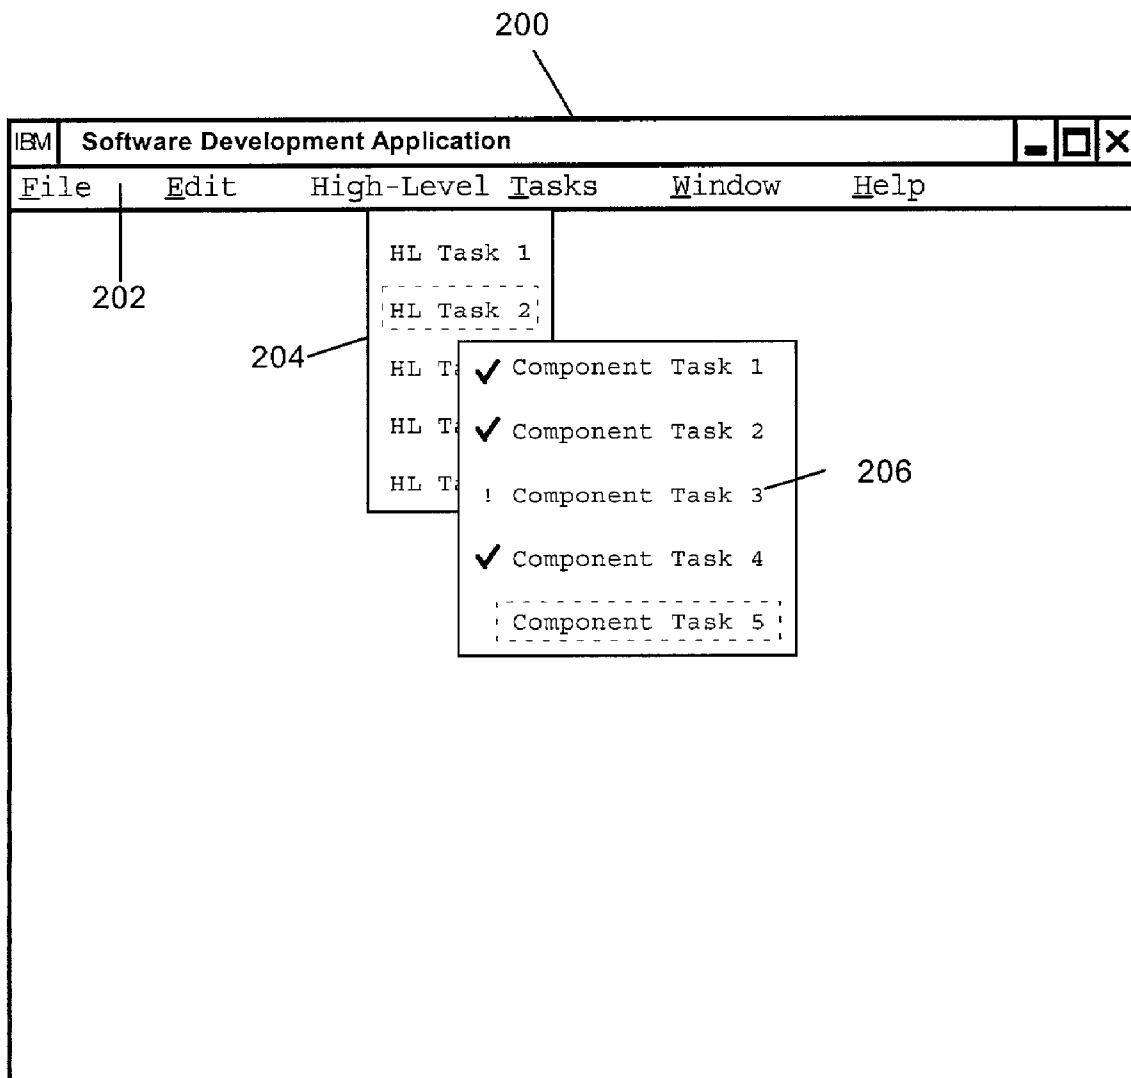 200
IBM Software Development Application
File Edit High-Level Tasks Window Help
HL Task 1
202
HL Task 2
204
HL Ta
Component Task 1
HL Ta
Component Task 2
206
HL Ta
! Component Task 3
Component Task 4
Component Task 5